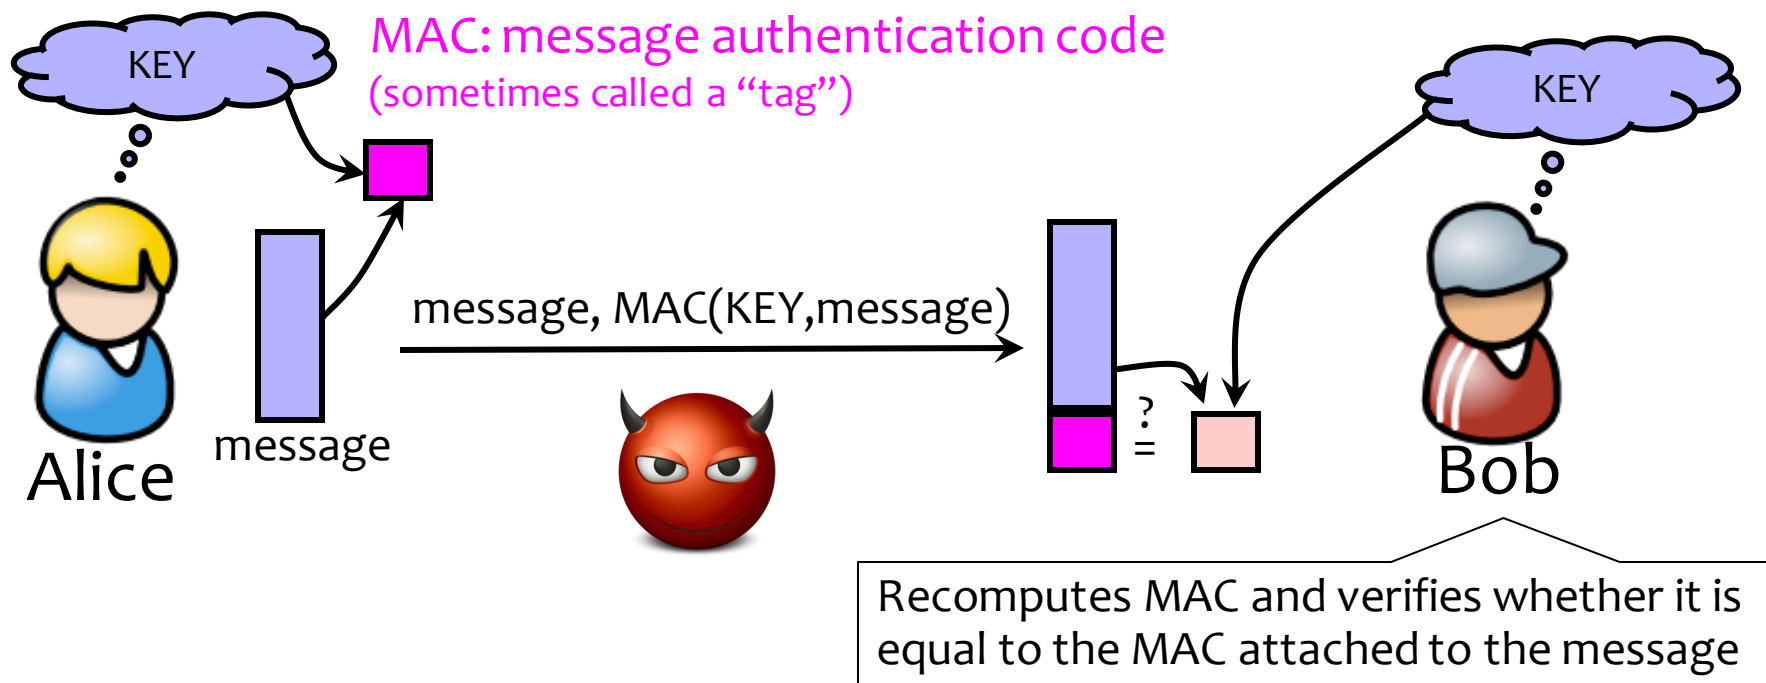 KEY
MAC: message authentication code
(sometimes called a “tag”)
KEY
message, MAC(KEY,message)
?
=
message
Alice
Bob
Recomputes MAC and verifies whether it is
equal to the MAC attached to the message